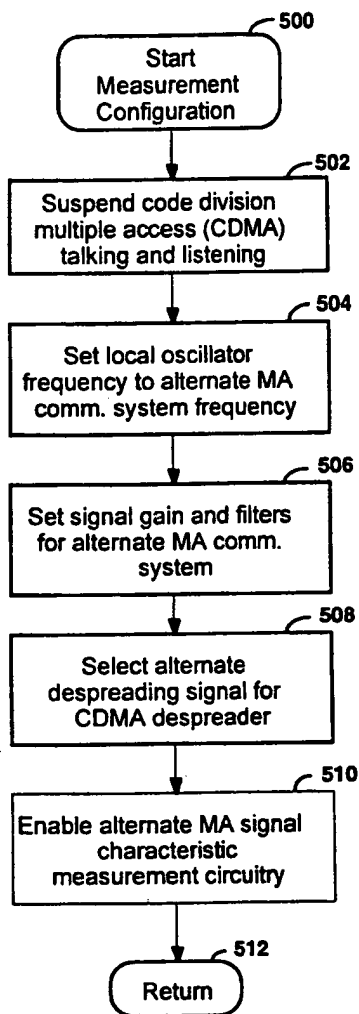 500
Start
Measurement
Configuration
502
Suspend code division
multiple access (CDMA)
talking and listening
504
Set local oscillator
frequency to alternate MA
comm. system frequency
506
Set signal gain and filters
for alternate MA comm.
system
508
Select alternate
despreading signal for
CDMA despreader
510
Enable alternate MA signal
characteristic
measurement circuitry
512
Return